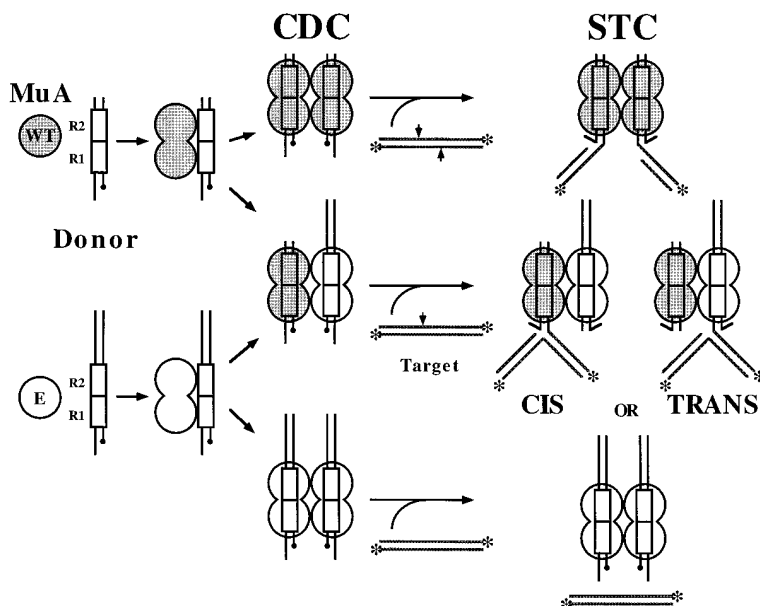 CDC
STC
MuA
WT
R2
R1
*
*
*
*
Donor
*
*
Target
E
R2
R1
*
*
*
*
CIS
OR
TRANS
*
*
*
*